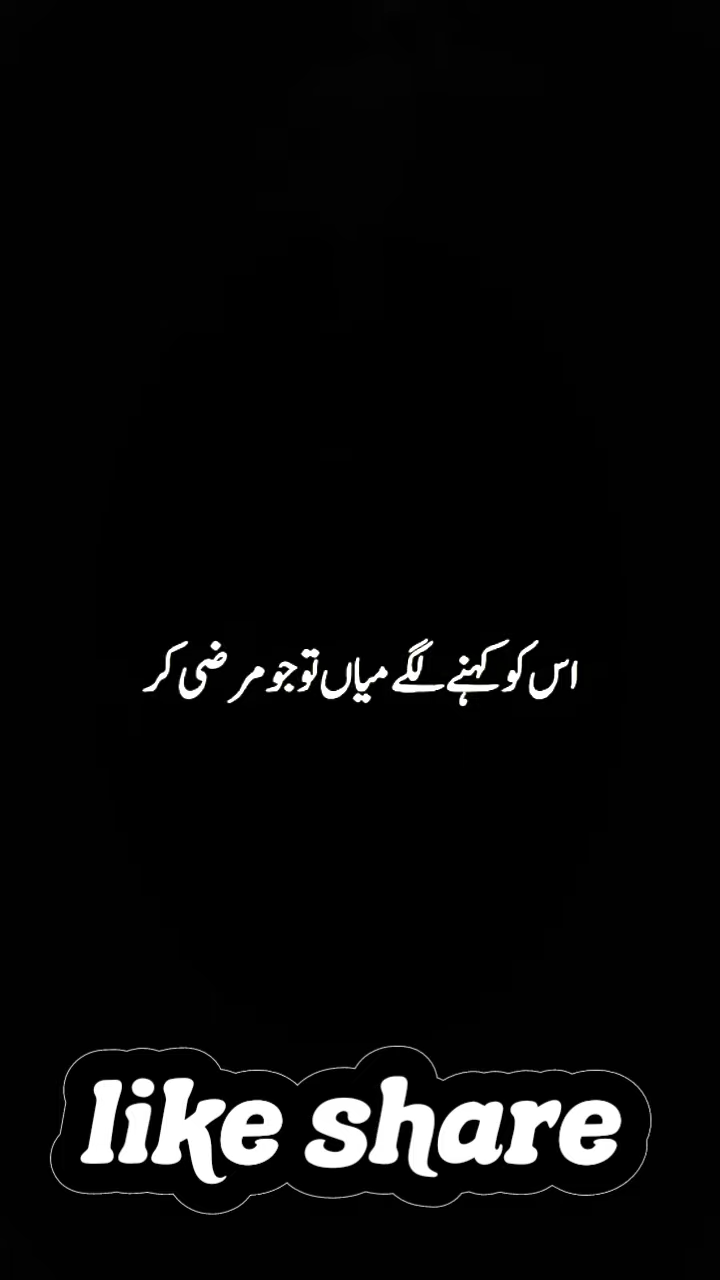 اس کو کہنے لگے میاں تو جو مرضی کر
like share